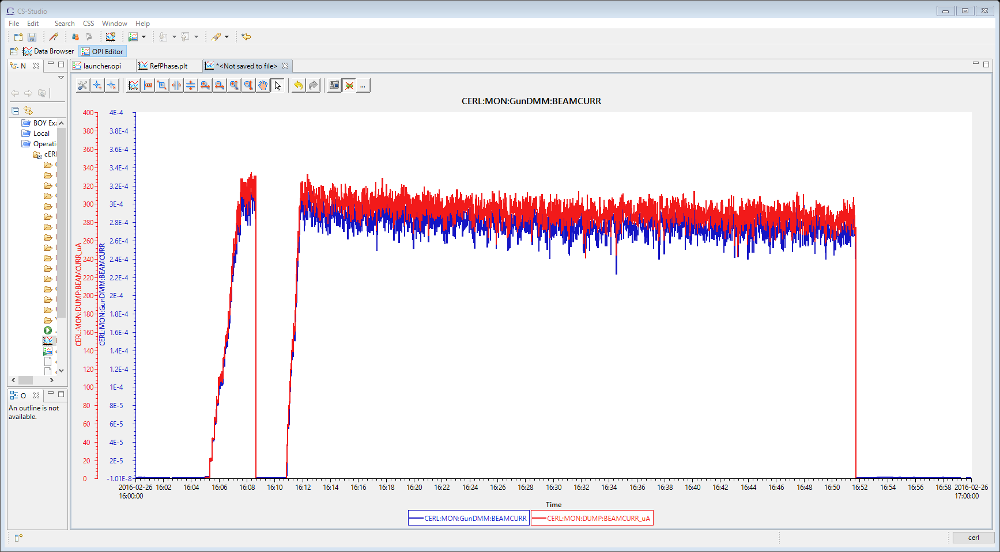 CS-Studio
File Edit Search CSS Window Help
Data Browser OPI Editor
N
launcher.opi RefPhase.plt *<Not saved to file>
...
BOY Exa
Local
Operati
cERL
O
An outline is not
available.
CERL:MON:GunDMM:BEAMCURR
400 4E-4
380 3.8E-4
360 3.6E-4
340 3.4E-4
320 3.2E-4
300 3E-4
280 2.8E-4
260 2.6E-4
240 2.4E-4
220 2.2E-4
200 2E-4
180 1.8E-4
160 1.6E-4
140 1.4E-4
120 1.2E-4
100 1E-4
80 8E-5
60 6E-5
40 4E-5
20 2E-5
0 -1.01E-8
CERL:MON:DUMP:BEAMCURR_uA
CERL:MON:GunDMM:BEAMCURR
2016-02-26 16:02 16:04 16:06 16:08 16:10 16:12 16:14 16:16 16:18 16:20 16:22 16:24 16:26 16:28 16:30 16:32 16:34 16:36 16:38 16:40 16:42 16:44 16:46 16:48 16:50 16:52 16:54 16:56 16:58 2016-02-26
16:00:00 17:00:00
Time
CERL:MON:GunDMM:BEAMCURR CERL:MON:DUMP:BEAMCURR_uA
cerl